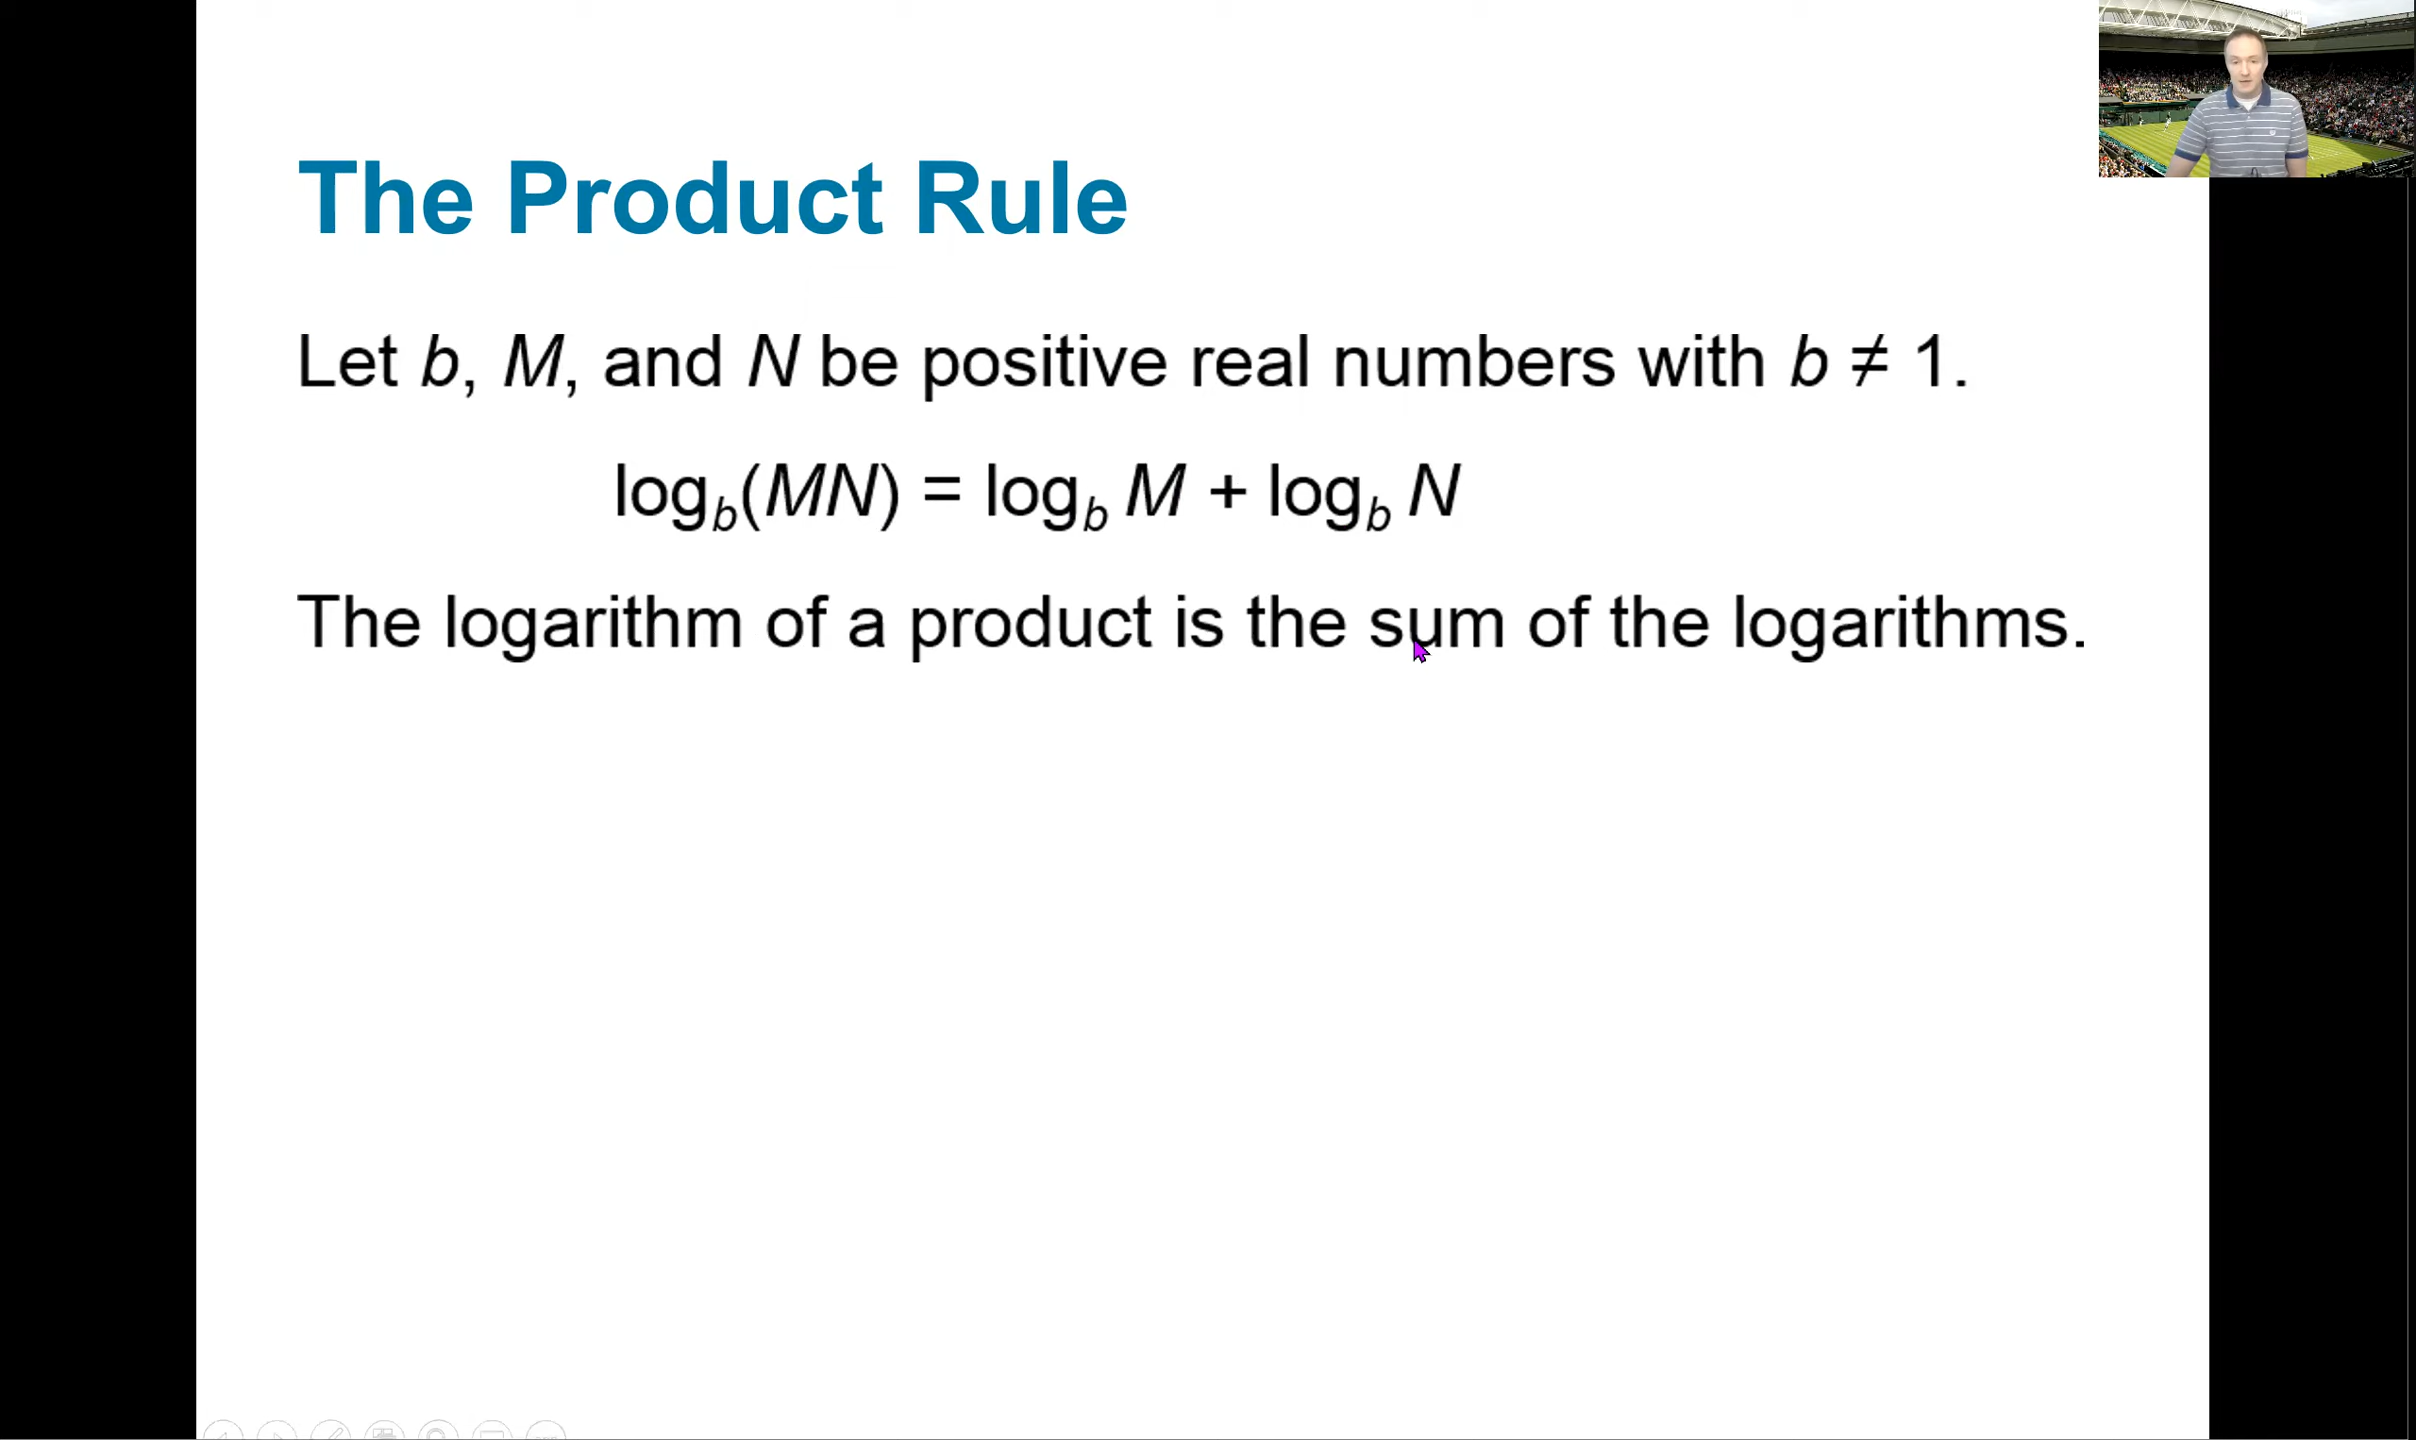 The Product Rule
Let b, M, and N be positive real numbers with b ≠ 1.
log_b(MN) = log_b M + log_b N
The logarithm of a product is the sum of the logarithms.